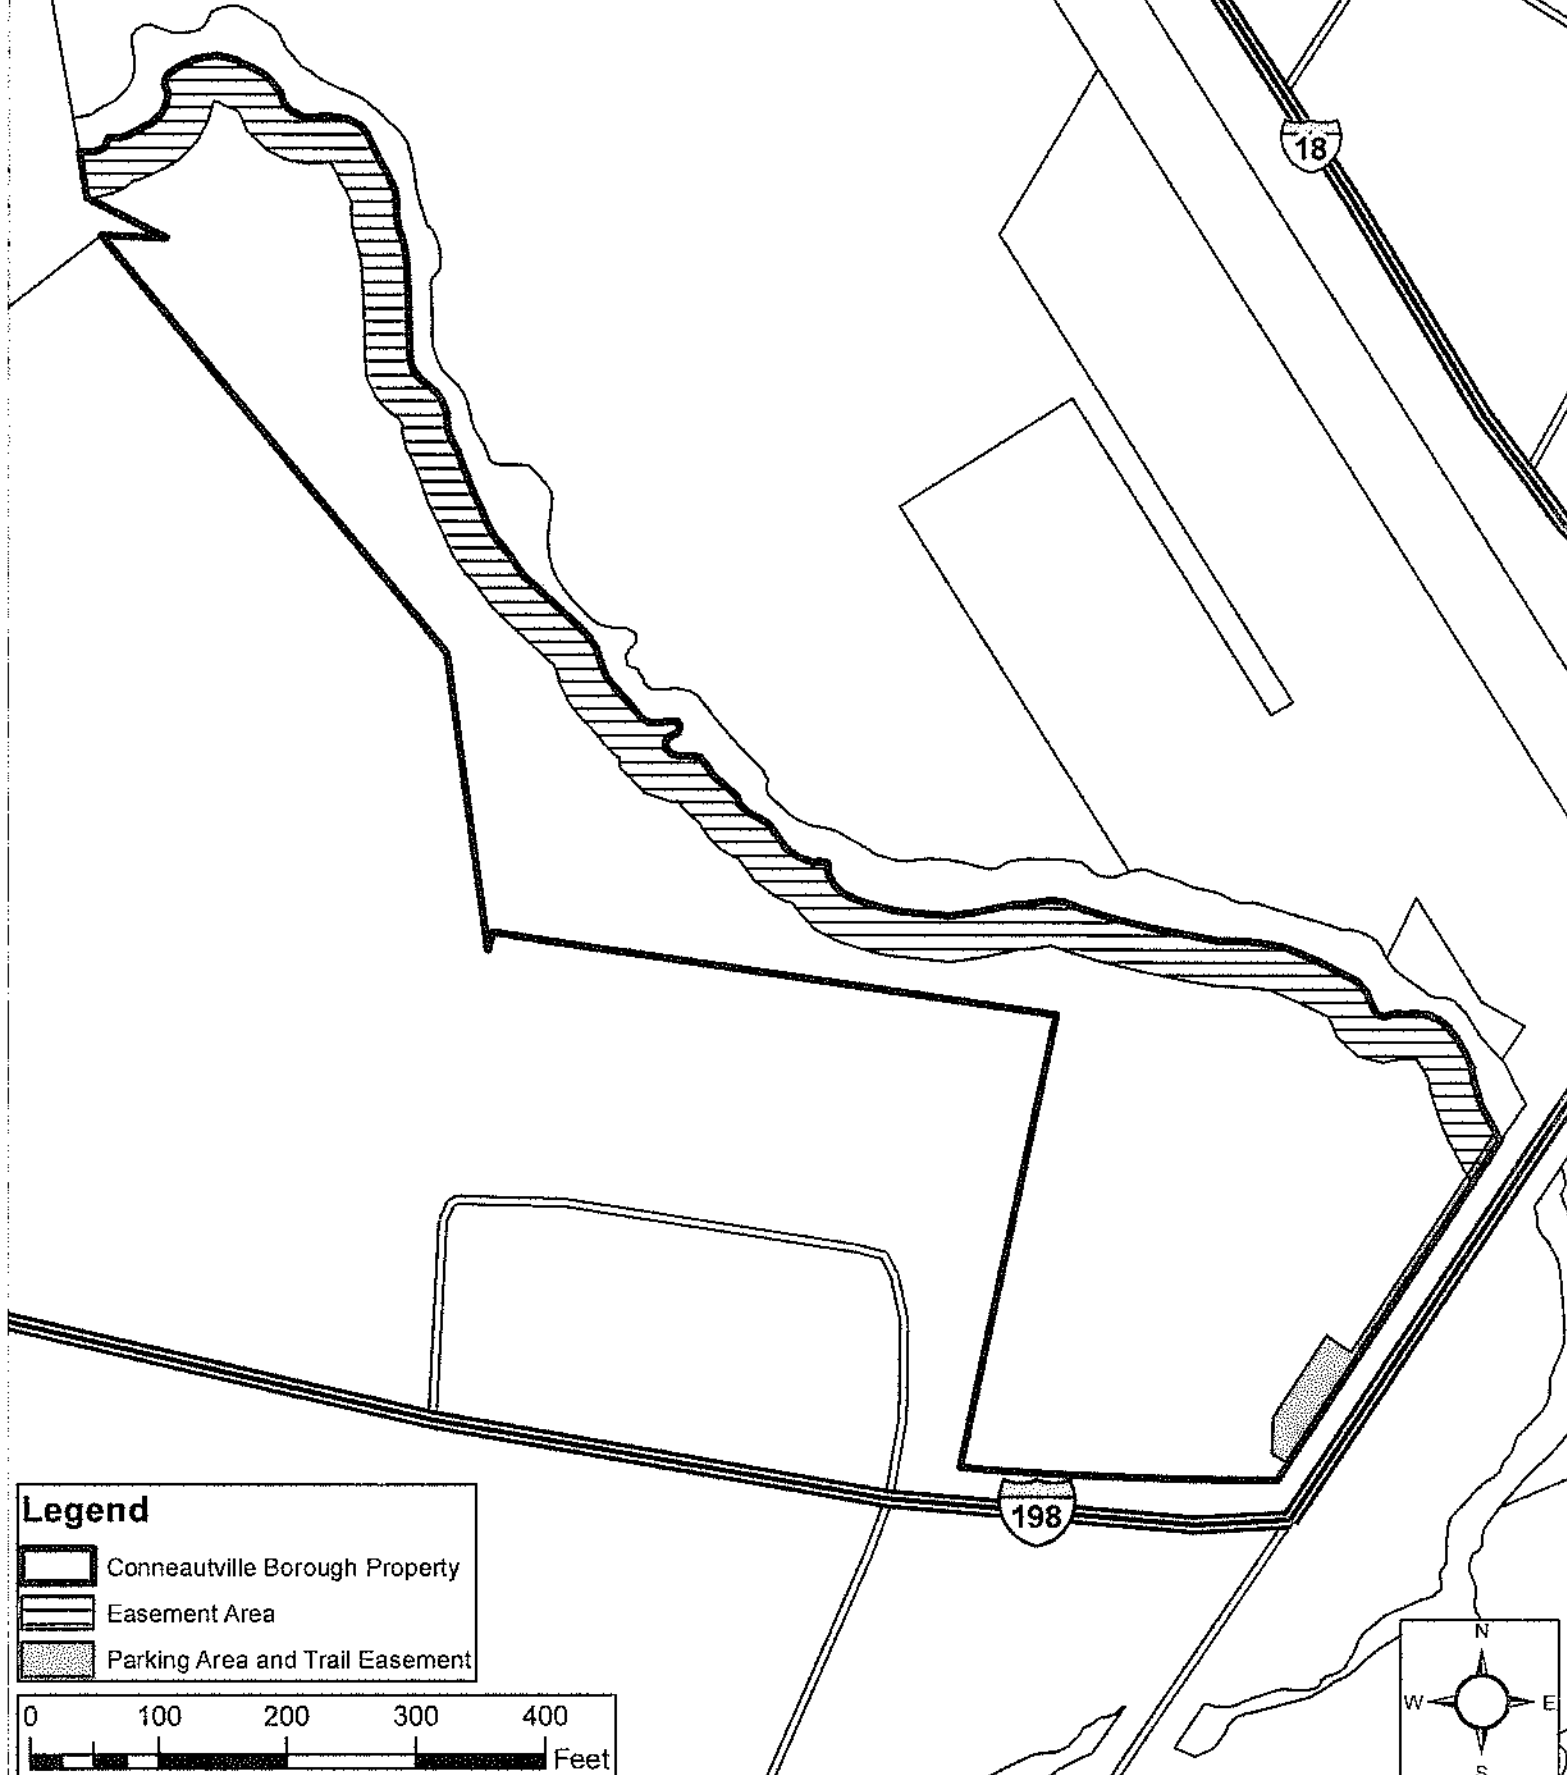 18
198
Legend
Conneautville Borough Property
Easement Area
Parking Area and Trail Easement
0 100 200 300 400
Feet
N
W E
S